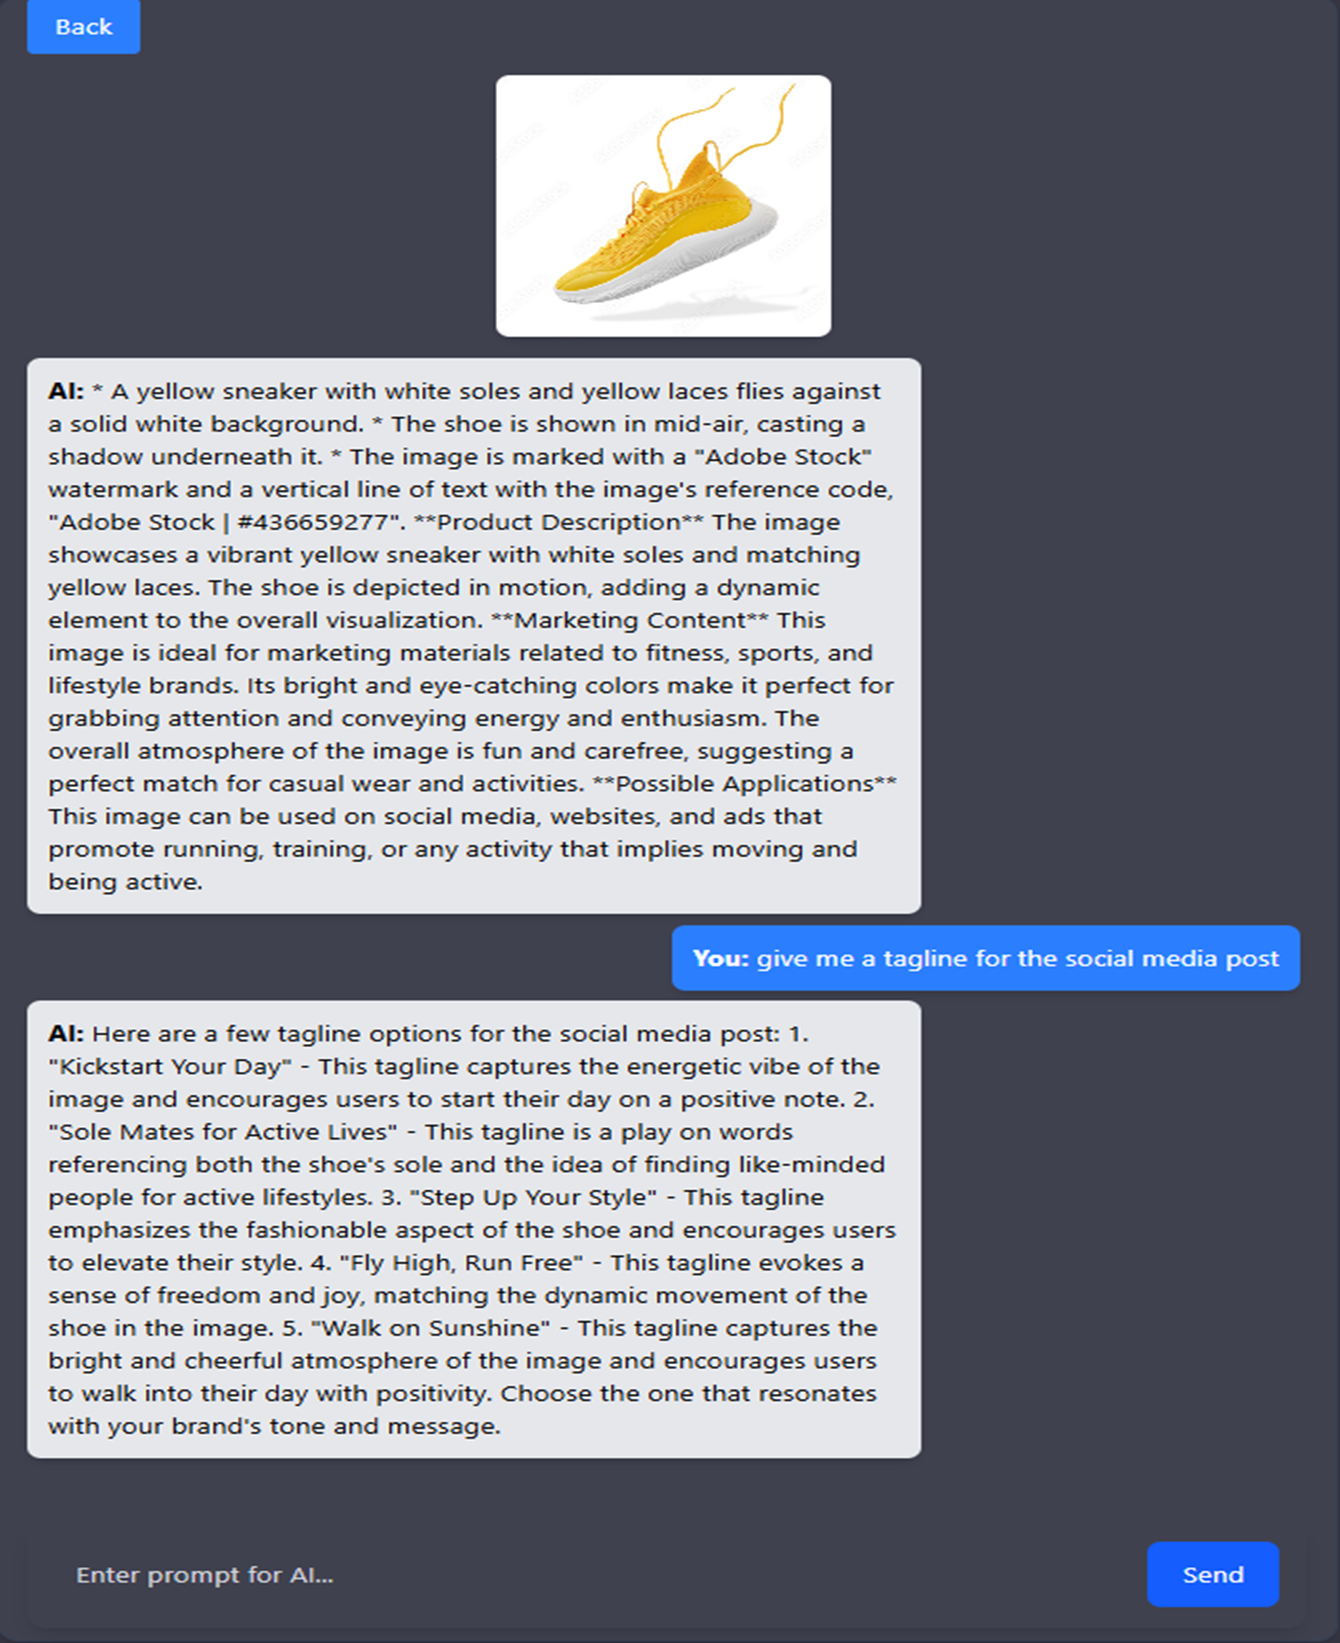 Back
AI: * A yellow sneaker with white soles and yellow laces flies against
a solid white background. * The shoe is shown in mid-air, casting a
shadow underneath it. * The image is marked with a "Adobe Stock"
watermark and a vertical line of text with the image's reference code,
"Adobe Stock | #436659277". **Product Description** The image
showcases a vibrant yellow sneaker with white soles and matching
yellow laces. The shoe is depicted in motion, adding a dynamic
element to the overall visualization. **Marketing Content** This
image is ideal for marketing materials related to fitness, sports, and
lifestyle brands. Its bright and eye-catching colors make it perfect for
grabbing attention and conveying energy and enthusiasm. The
overall atmosphere of the image is fun and carefree, suggesting a
perfect match for casual wear and activities. **Possible Applications**
This image can be used on social media, websites, and ads that
promote running, training, or any activity that implies moving and
being active.
You: give me a tagline for the social media post
AI: Here are a few tagline options for the social media post: 1.
"Kickstart Your Day" - This tagline captures the energetic vibe of the
image and encourages users to start their day on a positive note. 2.
"Sole Mates for Active Lives" - This tagline is a play on words
referencing both the shoe's sole and the idea of finding like-minded
people for active lifestyles. 3. "Step Up Your Style" - This tagline
emphasizes the fashionable aspect of the shoe and encourages users
to elevate their style. 4. "Fly High, Run Free" - This tagline evokes a
sense of freedom and joy, matching the dynamic movement of the
shoe in the image. 5. "Walk on Sunshine" - This tagline captures the
bright and cheerful atmosphere of the image and encourages users
to walk into their day with positivity. Choose the one that resonates
with your brand's tone and message.
Enter prompt for AI...
Send